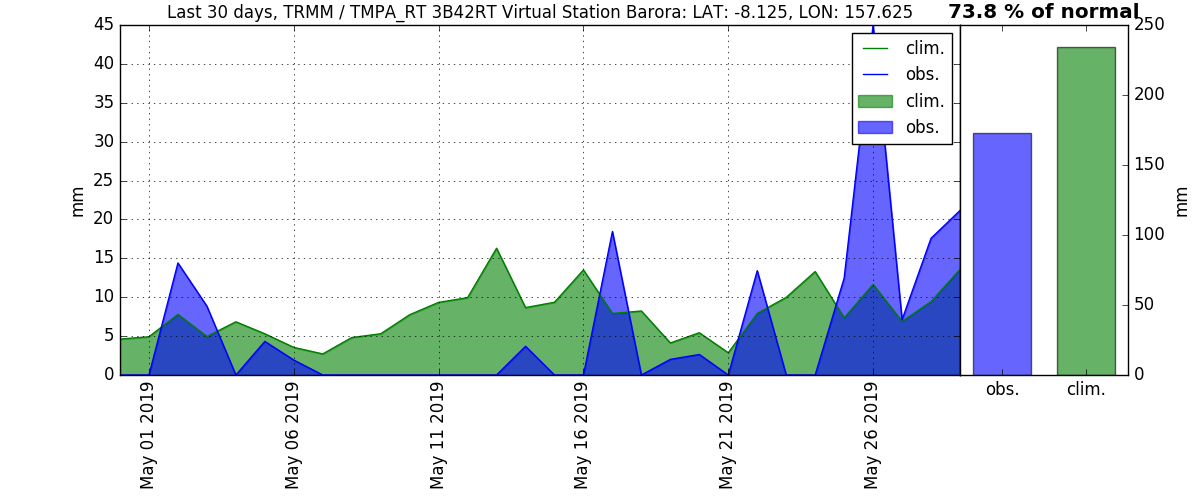 Last 30 days, TRMM / TMPA_RT 3B42RT Virtual Station Barora: LAT: -8.125, LON: 157.625
73.8 % of normal
45
40
35
30
25
20
15
10
5
0
mm
clim.
obs.
clim.
obs.
May 01 2019
May 06 2019
May 11 2019
May 16 2019
May 21 2019
May 26 2019
250
200
150
100
50
0
mm
obs.
clim.